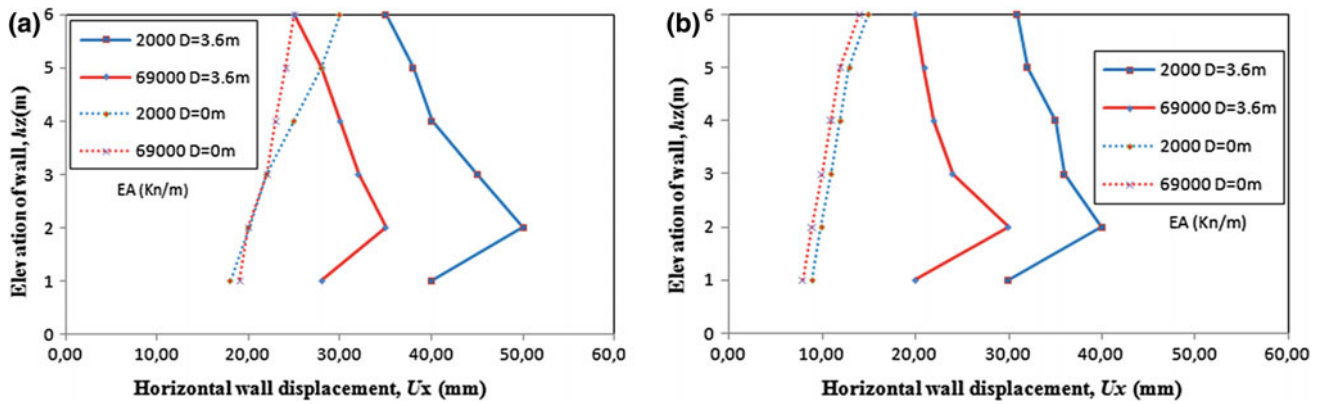 (a)
6
5
4
3
2
1
0
Elevation of wall, kz(m)
2000 D=3.6m
69000 D=3.6m
2000 D=0m
69000 D=0m
EA (Kn/m)
0,00 10,00 20,00 30,00 40,00 50,00 60,0
Horizontal wall displacement, Ux (mm)
(b)
6
5
4
3
2
1
0
Elevation of wall, kz(m)
2000 D=3.6m
69000 D=3.6m
2000 D=0m
69000 D=0m
EA (Kn/m)
0,00 10,00 20,00 30,00 40,00 50,00 60,00
Horizontal wall displacement, Ux (mm)